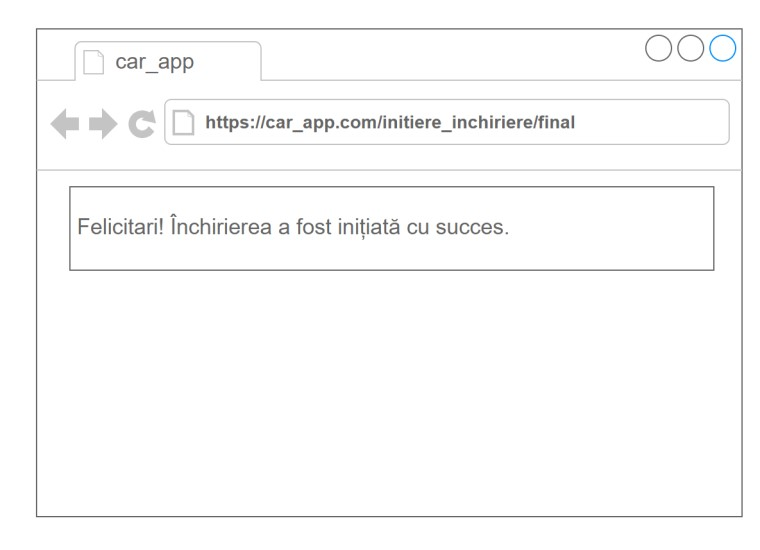 car_app
https://car_app.com/initiere_inchiriere/final
Felicitari! Închirierea a fost inițiată cu succes.